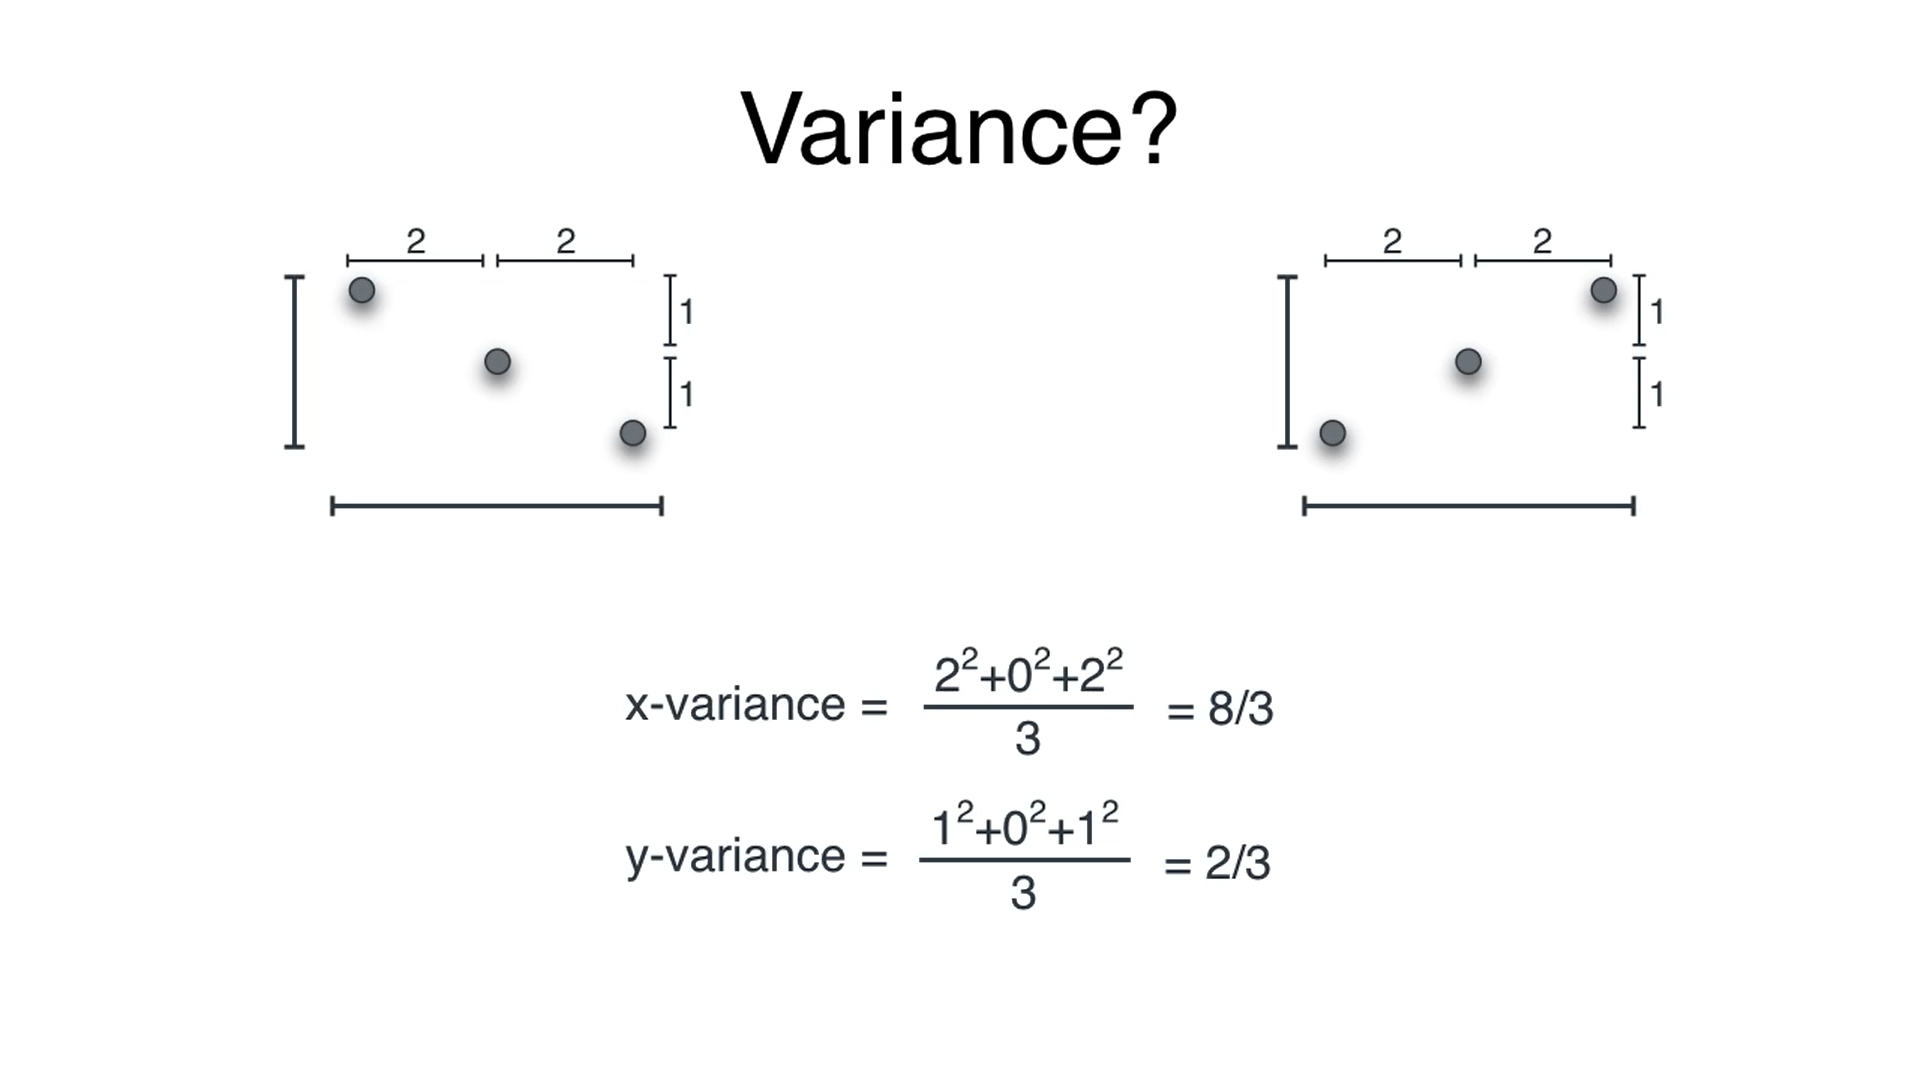 Variance?
2 2 2 2
1 1
1 1
x-variance = 2²+0²+2² / 3 = 8/3
y-variance = 1²+0²+1² / 3 = 2/3